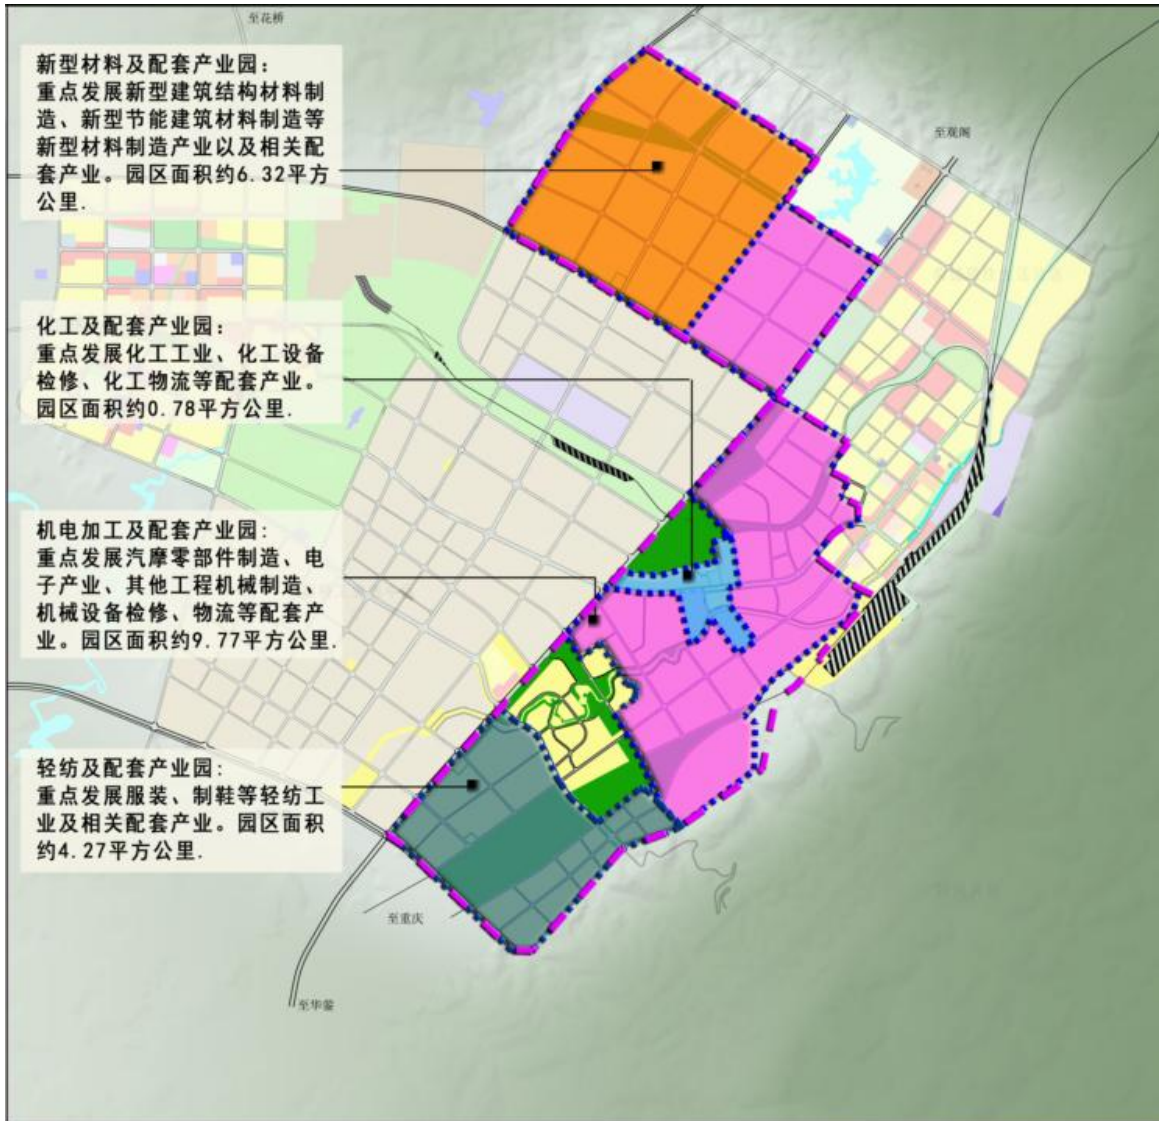 至花桥
新型材料及配套产业园:
重点发展新型建筑结构材料制
造、新型节能建筑材料制造等
新型材料制造产业以及相关配
套产业。园区面积约6.32平方
公里.
至观阁
化工及配套产业园:
重点发展化工工业、化工设备
检修、化工物流等配套产业。
园区面积约0.78平方公里.
机电加工及配套产业园:
重点发展汽摩零部件制造、电
子产业、其他工程机械制造、
机械设备检修、物流等配套产
业。园区面积约9.77平方公里.
轻纺及配套产业园:
重点发展服装、制鞋等轻纺工
业及相关配套产业。园区面积
约4.27平方公里.
至重庆
至华蓥